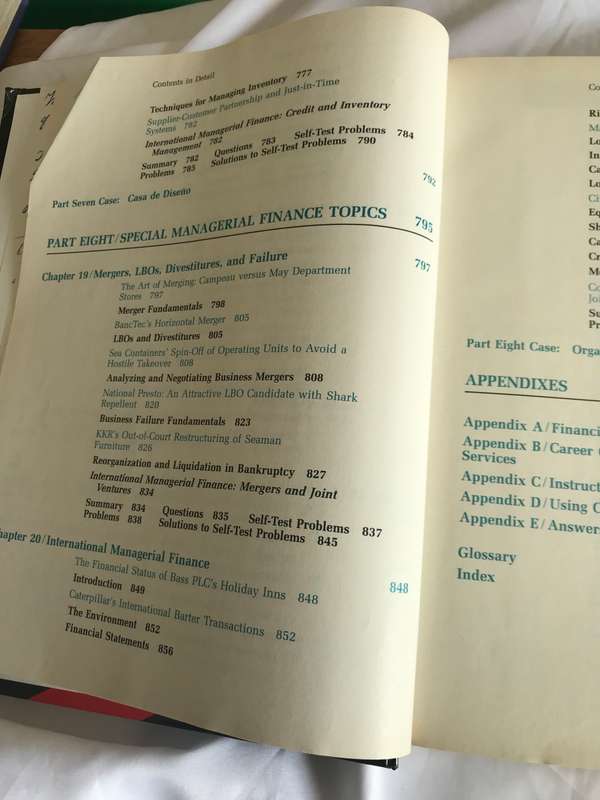 Contents in Detail
Techniques for Managing Inventory 777
Supplier-Customer Partnership and Just-in-Time
Systems 782
International Managerial Finance: Credit and Inventory
Management 782
Summary 782 Questions 783 Self-Test Problems 784
Problems 785 Solutions to Self-Test Problems 790
Part Seven Case: Casa de Diseño 792
PART EIGHT/SPECIAL MANAGERIAL FINANCE TOPICS 795
Chapter 19/Mergers, LBOs, Divestitures, and Failure 797
The Art of Merging: Campeau versus May Department
Stores 797
Merger Fundamentals 798
BancTec's Horizontal Merger 805
LBOs and Divestitures 805
Sea Containers' Spin-Off of Operating Units to Avoid a
Hostile Takeover 808
Analyzing and Negotiating Business Mergers 808
National Presto: An Attractive LBO Candidate with Shark
Repellent 820
Business Failure Fundamentals 823
KKR's Out-of-Court Restructuring of Seaman
Furniture 826
Reorganization and Liquidation in Bankruptcy 827
International Managerial Finance: Mergers and Joint
Ventures 834
Summary 834 Questions 835 Self-Test Problems 837
Problems 838 Solutions to Self-Test Problems 845
Chapter 20/International Managerial Finance 848
The Financial Status of Bass PLC's Holiday Inns 848
Introduction 849
Caterpillar's International Barter Transactions 852
The Environment 852
Financial Statements 856
Part Eight Case: Orga
APPENDIXES
Appendix A/Financi
Appendix B/Career
Services
Appendix C/Instruct
Appendix D/Using
Appendix E/Answers
Glossary
Index